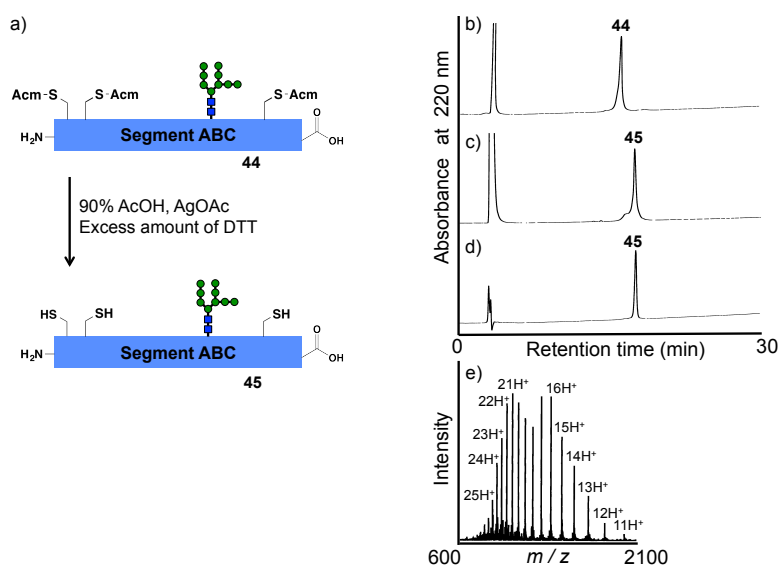 a)
Acm-S
S-Acm
S-Acm
H₂N
Segment ABC
O
OH
44
90% AcOH, AgOAc
Excess amount of DTT
HS
SH
SH
H₂N
Segment ABC
O
OH
45
b)
44
c)
45
d)
45
Absorbance at 220 nm
0
Retention time (min)
30
e)
21H⁺
22H⁺
23H⁺
24H⁺
25H⁺
16H⁺
15H⁺
14H⁺
13H⁺
12H⁺
11H⁺
Intensity
600
m / z
2100